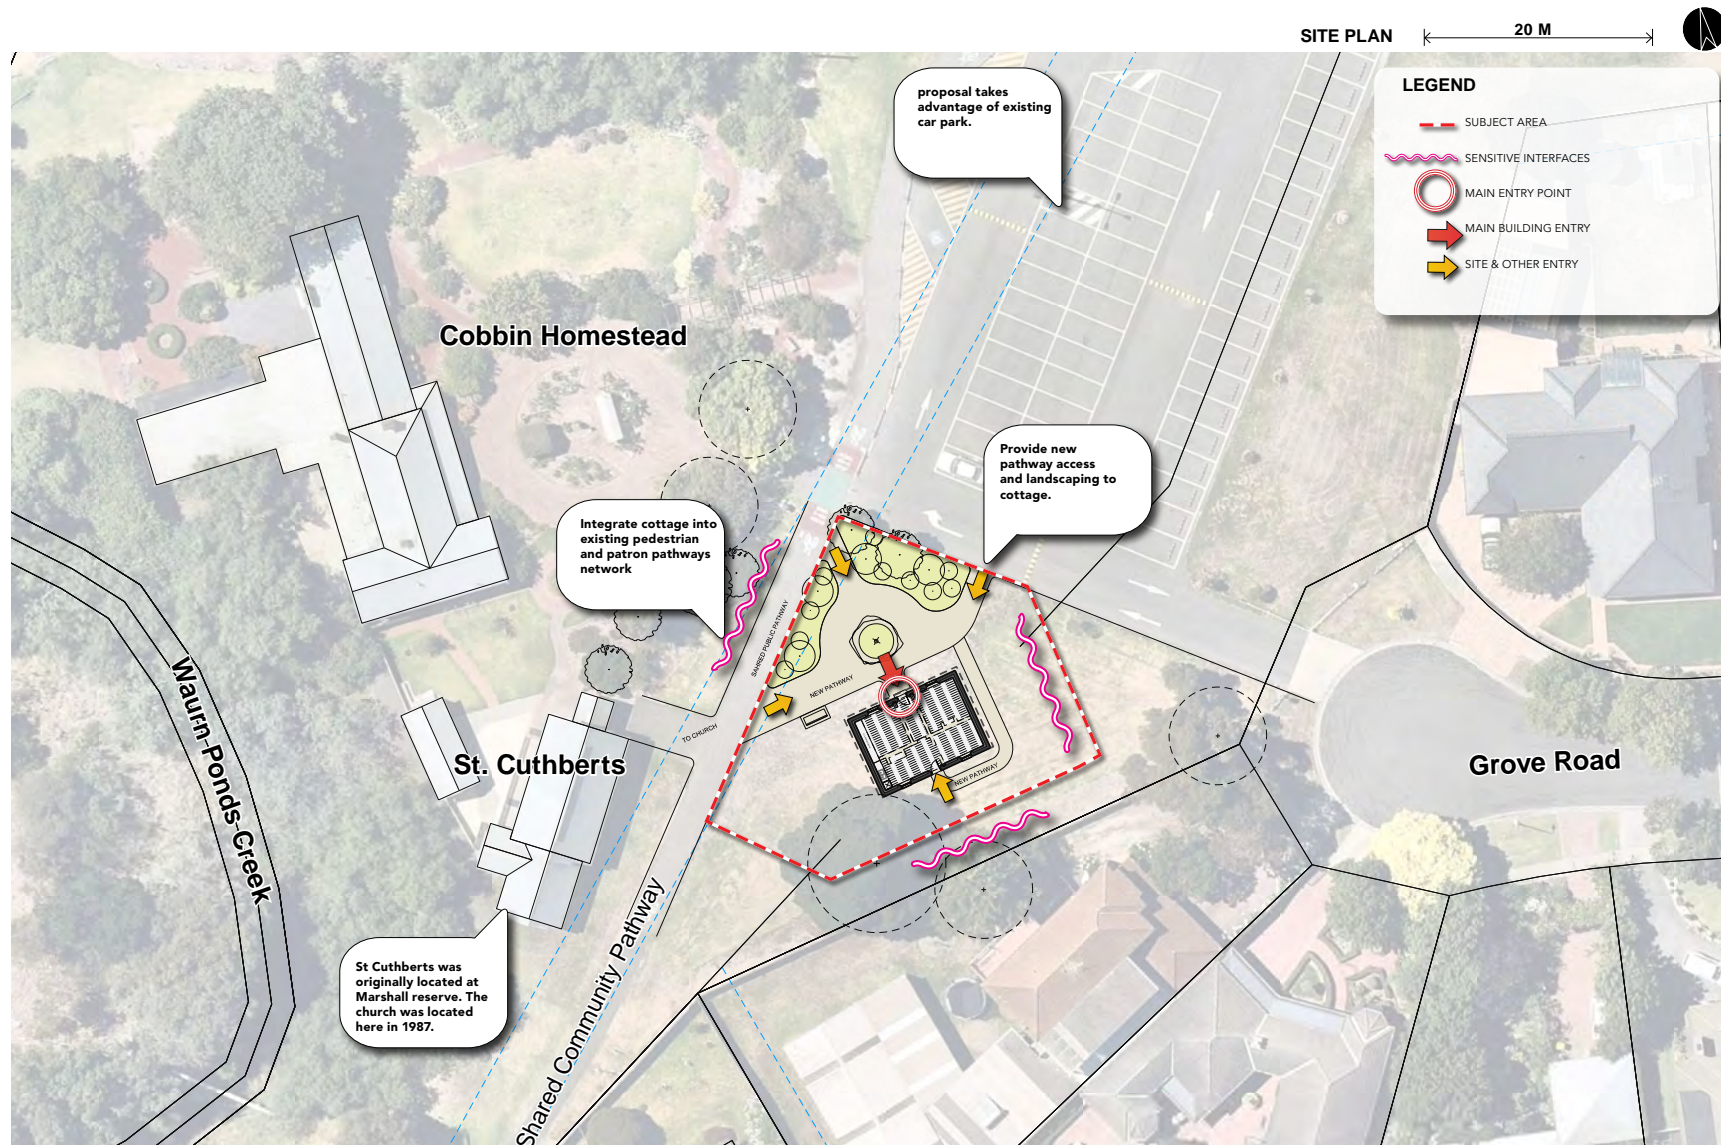 SITE PLAN
20 M
LEGEND
SUBJECT AREA
SENSITIVE INTERFACES
MAIN ENTRY POINT
MAIN BUILDING ENTRY
SITE & OTHER ENTRY
proposal takes
advantage of existing
car park.
Cobbin Homestead
Provide new
pathway access
and landscaping to
cottage.
Integrate cottage into
existing pedestrian
and patron pathways
network
SAHRED PUBLIC PATHWAY
NEW PATHWAY
TO CHURCH
NEW PATHWAY
St. Cuthberts
Grove Road
Waurn Ponds Creek
Shared Community Pathway
St Cuthberts was
originally located at
Marshall reserve. The
church was located
here in 1987.